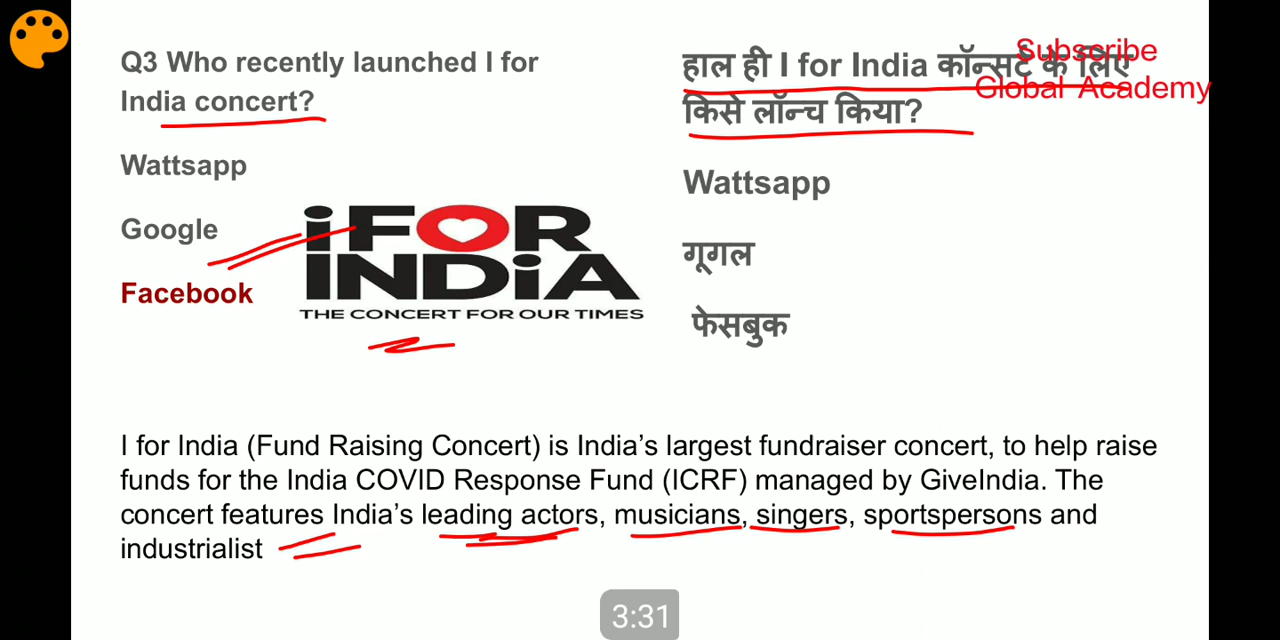 Q3 Who recently launched I for
India concert?
Wattsapp
Google
Facebook
iFOR
INDiA
THE CONCERT FOR OUR TIMES
हाल ही I for India कॉन्सर्ट के लिए
किसे लॉन्च किया?
Wattsapp
गूगल
फेसबुक
Subscribe
Global Academy
I for India (Fund Raising Concert) is India’s largest fundraiser concert, to help raise
funds for the India COVID Response Fund (ICRF) managed by GiveIndia. The
concert features India’s leading actors, musicians, singers, sportspersons and
industrialist
3:31